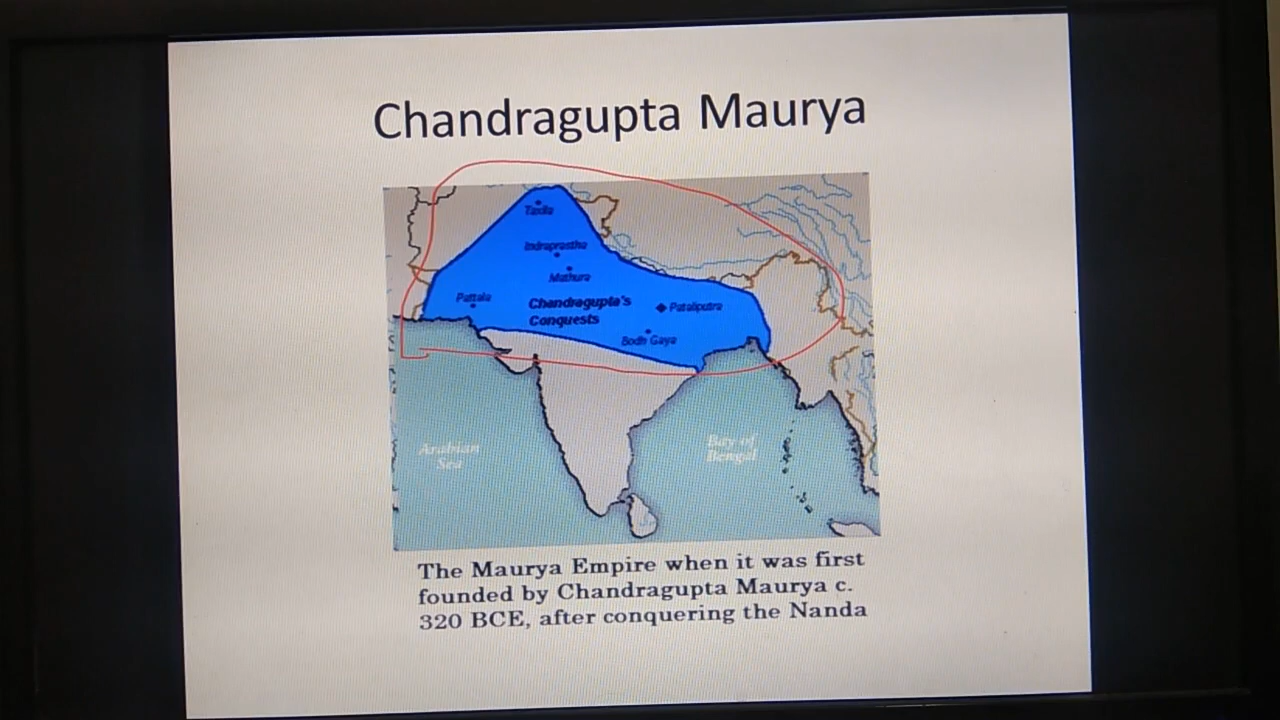 Chandragupta Maurya
Taxila
Indraprastha
Mathura
Pattala
Chandragupta's
Conquests
Pataliputra
Bodh Gaya
Arabian
Sea
Bay of
Bengal
The Maurya Empire when it was first
founded by Chandragupta Maurya c.
320 BCE, after conquering the Nanda